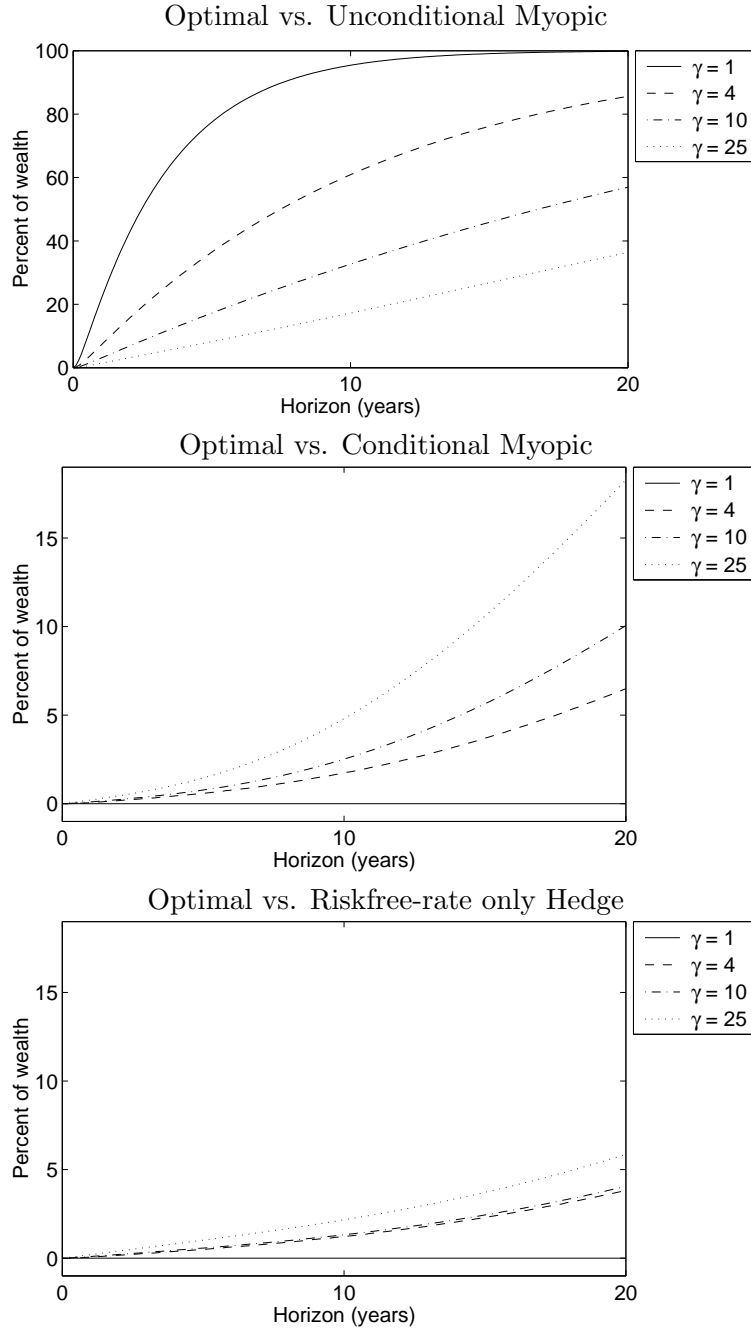 Optimal vs. Unconditional Myopic
100
80
60
40
20
0
0
10
20
Percent of wealth
Horizon (years)
γ = 1
γ = 4
γ = 10
γ = 25
Optimal vs. Conditional Myopic
15
10
5
0
0
10
20
Percent of wealth
Horizon (years)
γ = 1
γ = 4
γ = 10
γ = 25
Optimal vs. Riskfree-rate only Hedge
15
10
5
0
0
10
20
Percent of wealth
Horizon (years)
γ = 1
γ = 4
γ = 10
γ = 25